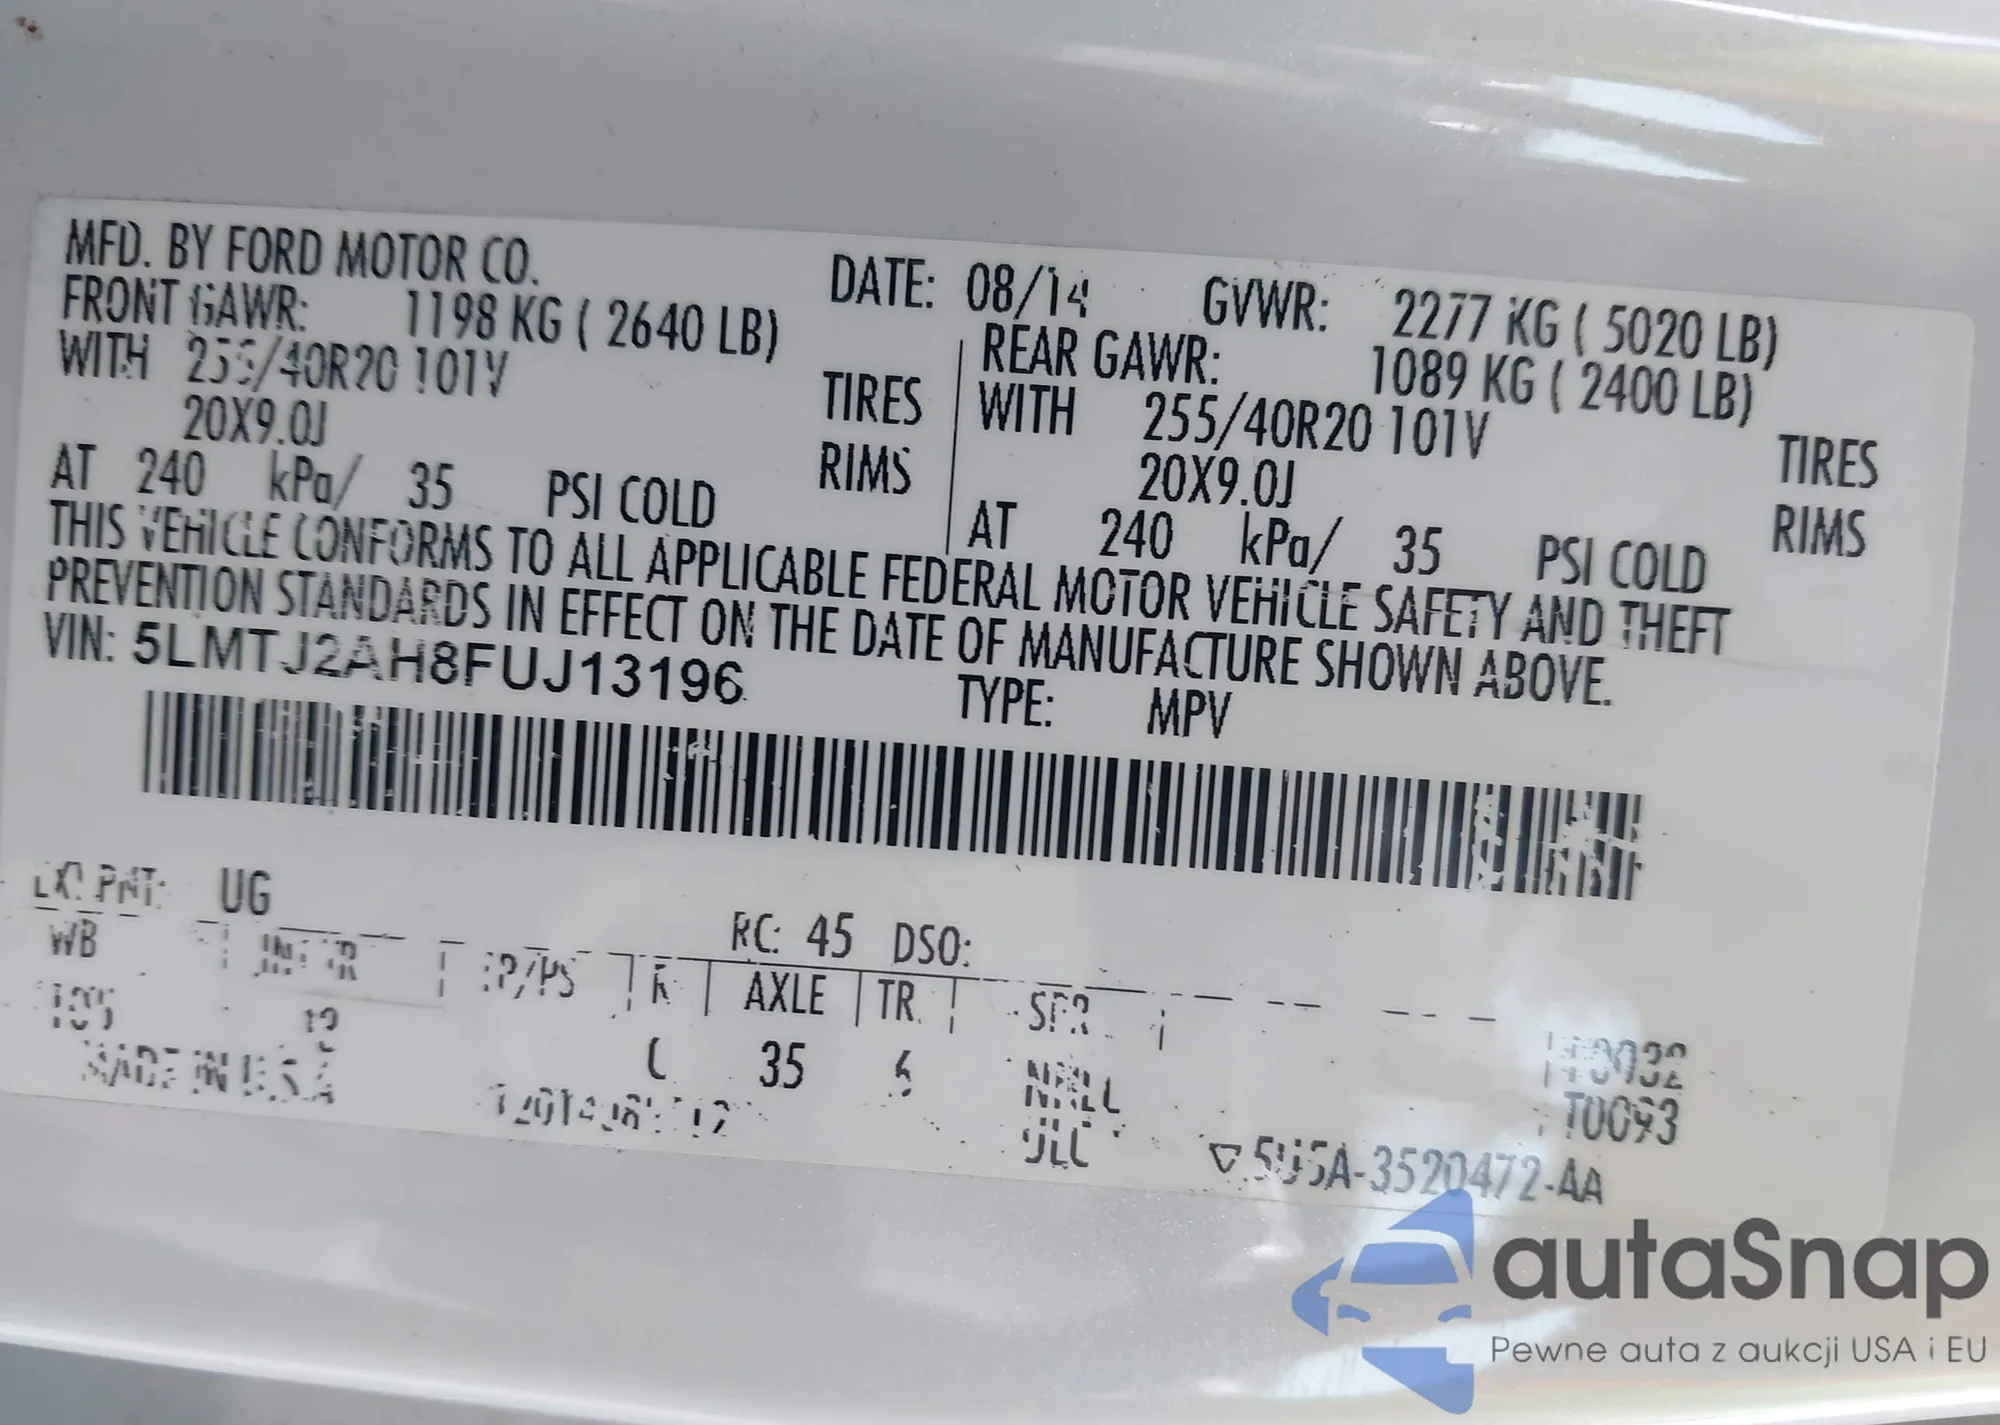 MFD. BY FORD MOTOR CO.
DATE: 08/14 GVWR: 2277 KG ( 5020 LB)
FRONT GAWR: 1198 KG ( 2640 LB)
WITH 255/40R20 101V TIRES
20X9.0J RIMS
AT 240 kPa/ 35 PSI COLD
REAR GAWR: 1089 KG ( 2400 LB)
WITH 255/40R20 101V TIRES
20X9.0J RIMS
AT 240 kPa/ 35 PSI COLD
THIS VEHICLE CONFORMS TO ALL APPLICABLE FEDERAL MOTOR VEHICLE SAFETY AND THEFT
PREVENTION STANDARDS IN EFFECT ON THE DATE OF MANUFACTURE SHOWN ABOVE.
VIN: 5LMTJ2AH8FUJ13196 TYPE: MPV
PNT: UG RC: 45 DSO:
WB R AXLE TR SPR
35
MADE IN U.S.A
T0093
autaSnap
Pewne auta z aukcji USA i EU